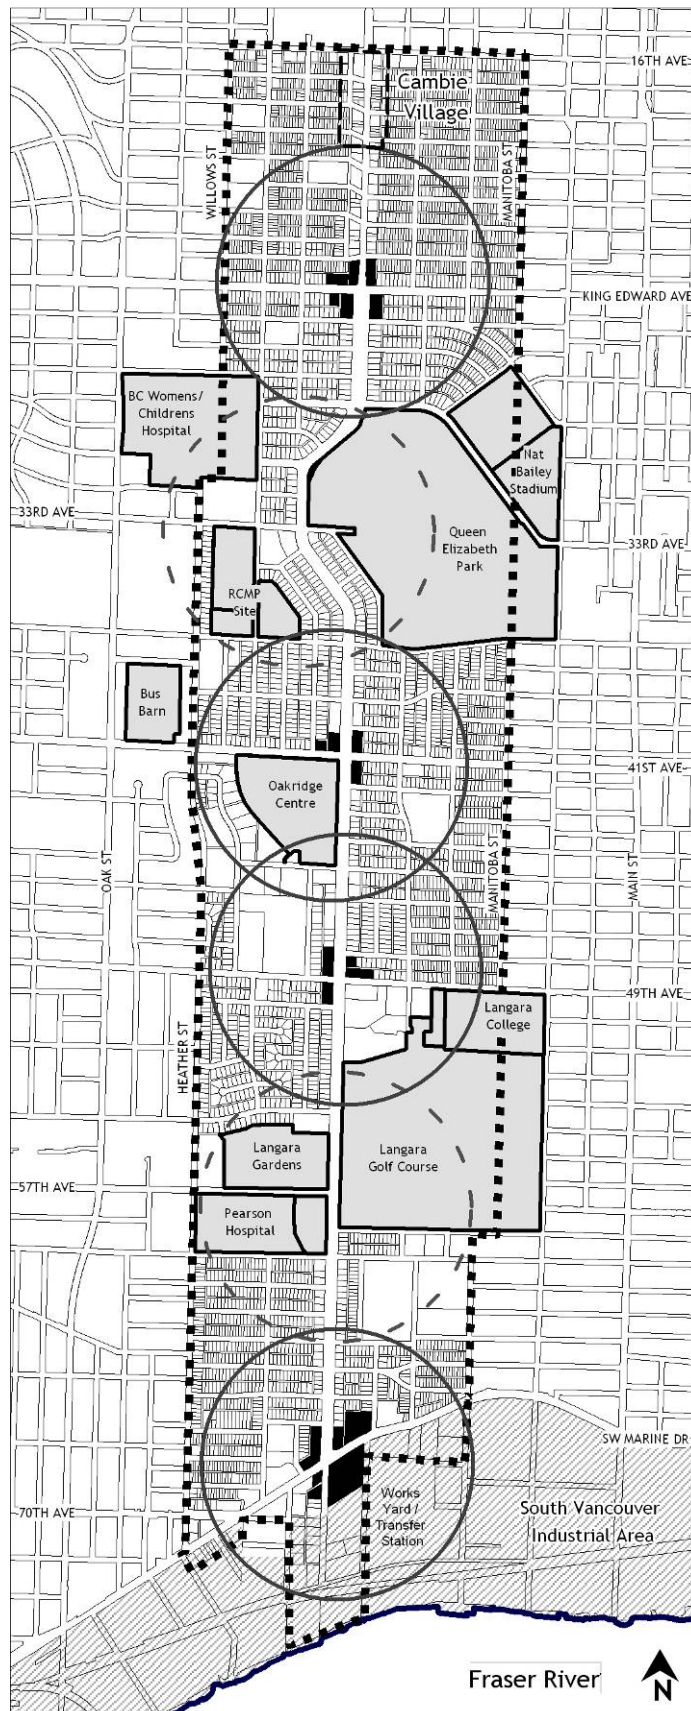 16TH AVE
Cambie
Village
WILLOWS ST
MANITOBA ST
KING EDWARD AVE
BC Womens/
Childrens
Hospital
Nat
Bailey
Stadium
33RD AVE
Queen
Elizabeth
Park
33RD AVE
RCMP
Site
Bus
Barn
41ST AVE
Oakridge
Centre
OAK ST
MANITOBA ST
MAIN ST
49TH AVE
Langara
College
HEATHER ST
Langara
Gardens
Langara
Golf Course
57TH AVE
Pearson
Hospital
SW MARINE DR
70TH AVE
Works
Yard /
Transfer
Station
South Vancouver
Industrial Area
Fraser River
N